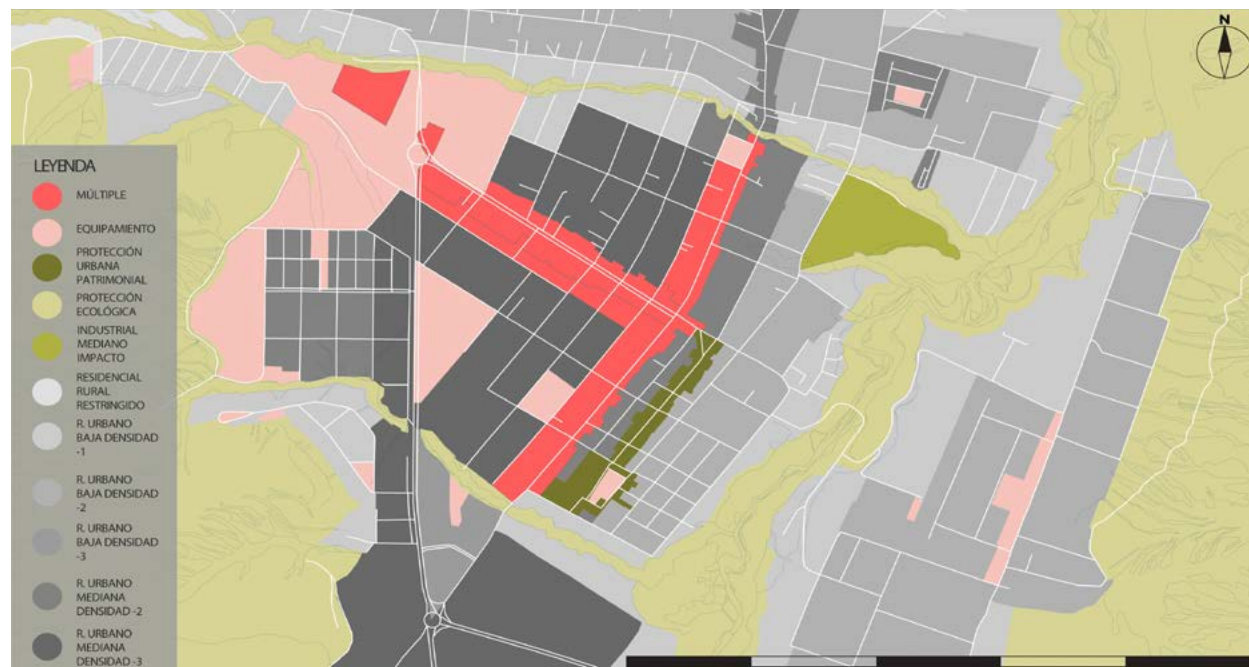 N
LEYENDA
MÚLTIPLE
EQUIPAMIENTO
PROTECCIÓN
URBANA
PATRIMONIAL
PROTECCIÓN
ECOLÓGICA
INDUSTRIAL
MEDIANO
IMPACTO
RESIDENCIAL
RURAL
RESTRINGIDO
R. URBANO
BAJA DENSIDAD
-1
R. URBANO
BAJA DENSIDAD
-2
R. URBANO
BAJA DENSIDAD
-3
R. URBANO
MEDIANA
DENSIDAD -2
R. URBANO
MEDIANA
DENSIDAD -3